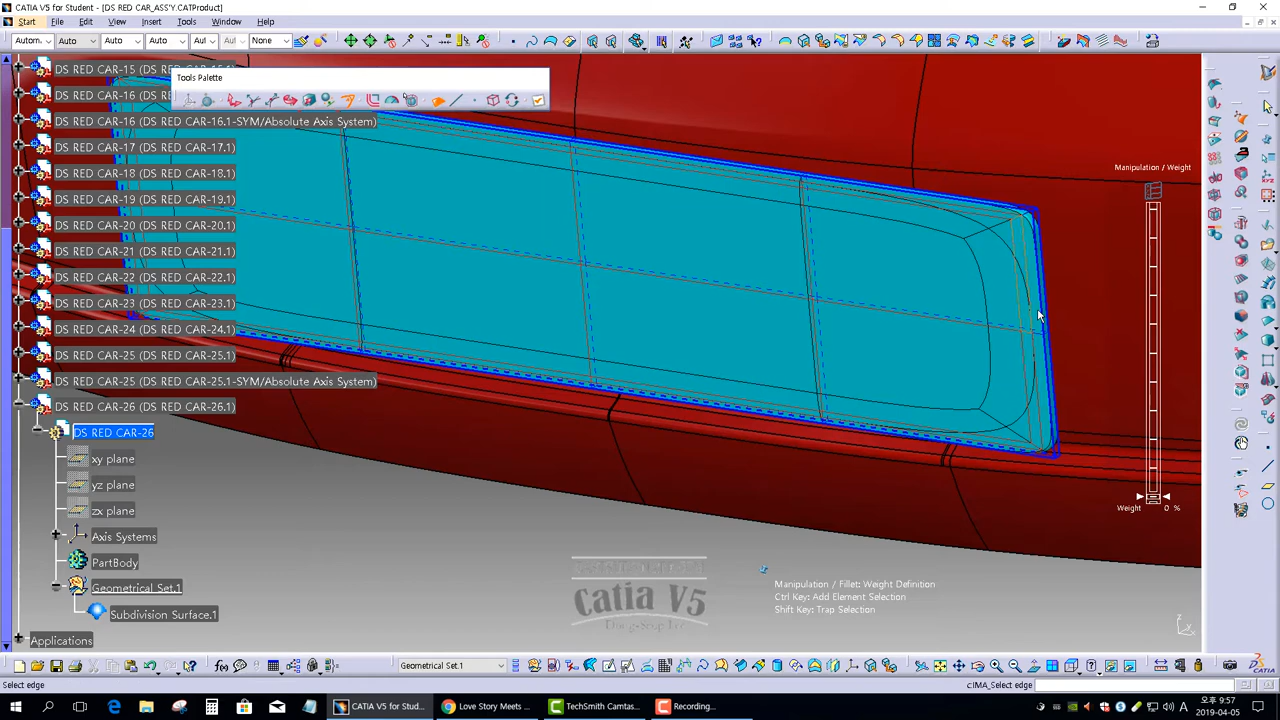 CATIA V5 for Student - [DS RED CAR_ASS'Y.CATProduct]
Start File Edit View Insert Tools Window Help
Autom Auto Auto Auto Aut Aut None
DS RED CAR-15 (DS RED CAR-15.1)
Tools Palette
DS RED CAR-16 (DS RED CAR-16.1)
DS RED CAR-16 (DS RED CAR-16.1-SYM/Absolute Axis System)
DS RED CAR-17 (DS RED CAR-17.1)
DS RED CAR-18 (DS RED CAR-18.1)
DS RED CAR-19 (DS RED CAR-19.1)
DS RED CAR-20 (DS RED CAR-20.1)
DS RED CAR-21 (DS RED CAR-21.1)
DS RED CAR-22 (DS RED CAR-22.1)
DS RED CAR-23 (DS RED CAR-23.1)
DS RED CAR-24 (DS RED CAR-24.1)
DS RED CAR-25 (DS RED CAR-25.1)
DS RED CAR-25 (DS RED CAR-25.1-SYM/Absolute Axis System)
DS RED CAR-26 (DS RED CAR-26.1)
DS RED CAR-26
xy plane
yz plane
zx plane
Axis Systems
PartBody
Geometrical Set.1
Subdivision Surface.1
Applications
Manipulation / Weight
Weight 0 %
Manipulation / Fillet: Weight Definition
Ctrl Key: Add Element Selection
Shift Key: Trap Selection
Catia V5
Geometrical Set.1
Select edge
CIMA_Select edge
CATIA V5 for Stud...
Love Story Meets ...
TechSmith Camtas...
Recording...
A
오후 9:57
2019-04-05